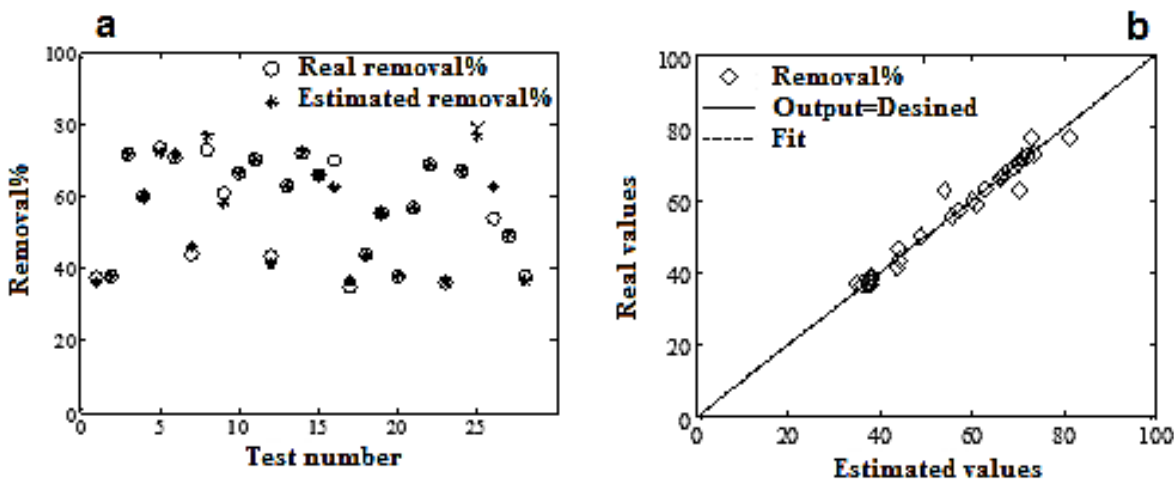 a
100
80
60
40
20
0
Removal%
Real removal%
Estimated removal%
0 5 10 15 20 25
Test number
b
100
80
60
40
20
0
Real values
Removal%
Output=Desined
Fit
0 20 40 60 80 100
Estimated values